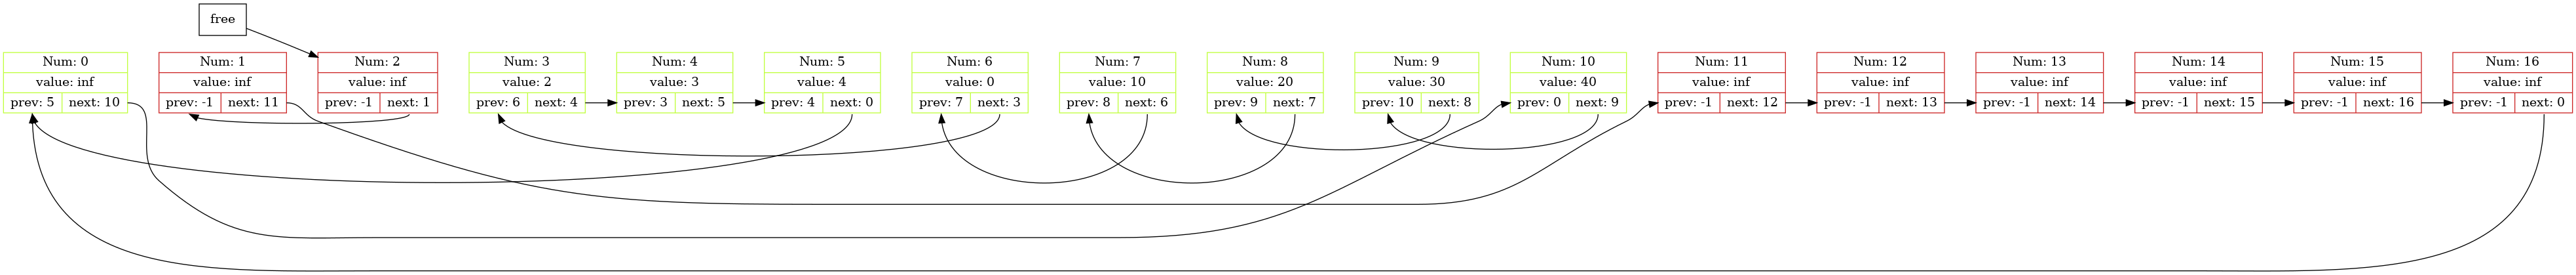 free
Num: 0
value: inf
prev: 5 next: 10
Num: 1
value: inf
prev: -1 next: 11
Num: 2
value: inf
prev: -1 next: 1
Num: 3
value: 2
prev: 6 next: 4
Num: 4
value: 3
prev: 3 next: 5
Num: 5
value: 4
prev: 4 next: 0
Num: 6
value: 0
prev: 7 next: 3
Num: 7
value: 10
prev: 8 next: 6
Num: 8
value: 20
prev: 9 next: 7
Num: 9
value: 30
prev: 10 next: 8
Num: 10
value: 40
prev: 0 next: 9
Num: 11
value: inf
prev: -1 next: 12
Num: 12
value: inf
prev: -1 next: 13
Num: 13
value: inf
prev: -1 next: 14
Num: 14
value: inf
prev: -1 next: 15
Num: 15
value: inf
prev: -1 next: 16
Num: 16
value: inf
prev: -1 next: 0